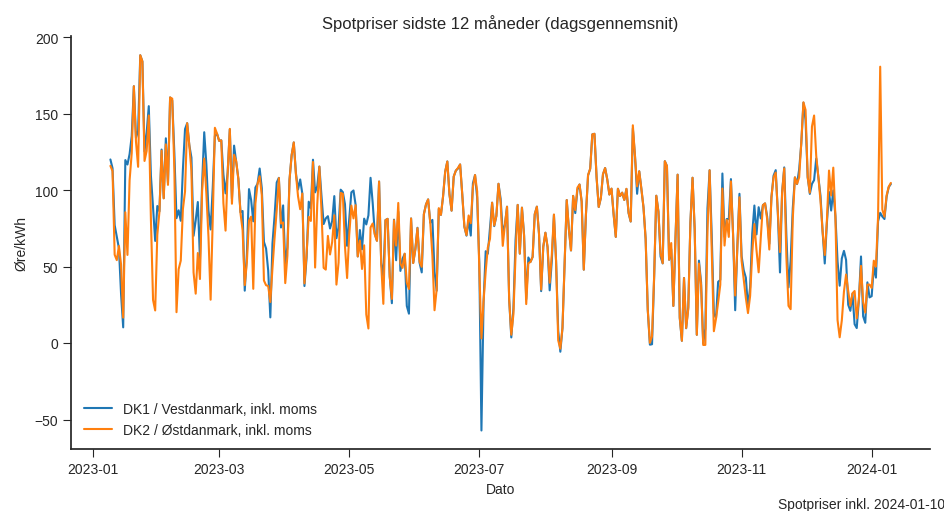 Spotpriser sidste 12 måneder (dagsgennemsnit)
200
150
100
50
0
−50
Øre/kWh
DK1 / Vestdanmark, inkl. moms
DK2 / Østdanmark, inkl. moms
2023-01
2023-03
2023-05
2023-07
2023-09
2023-11
2024-01
Dato
Spotpriser inkl. 2024-01-10